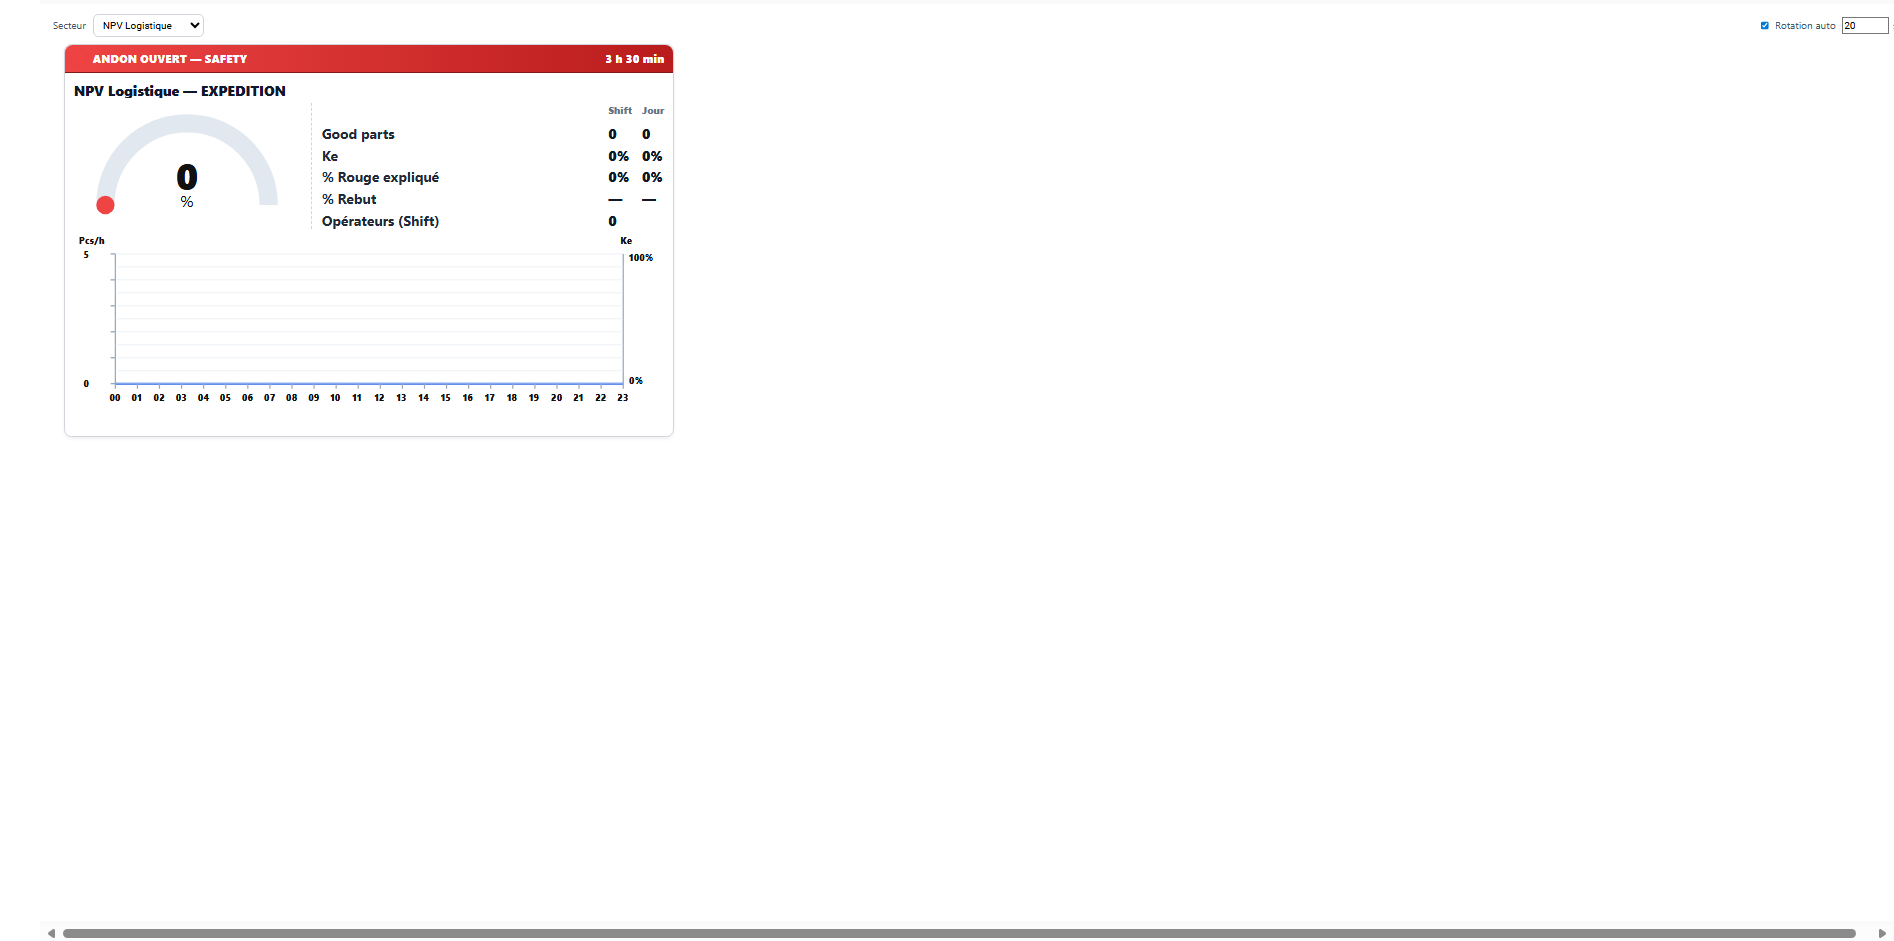 Secteur NPV Logistique Rotation auto 20
ANDON OUVERT — SAFETY 3 h 30 min
NPV Logistique — EXPEDITION
Shift Jour
Good parts 0 0
Ke 0% 0%
% Rouge expliqué 0% 0%
% Rebut — —
Opérateurs (Shift) 0
0
%
Pcs/h Ke
5 100%
0 0%
00 01 02 03 04 05 06 07 08 09 10 11 12 13 14 15 16 17 18 19 20 21 22 23